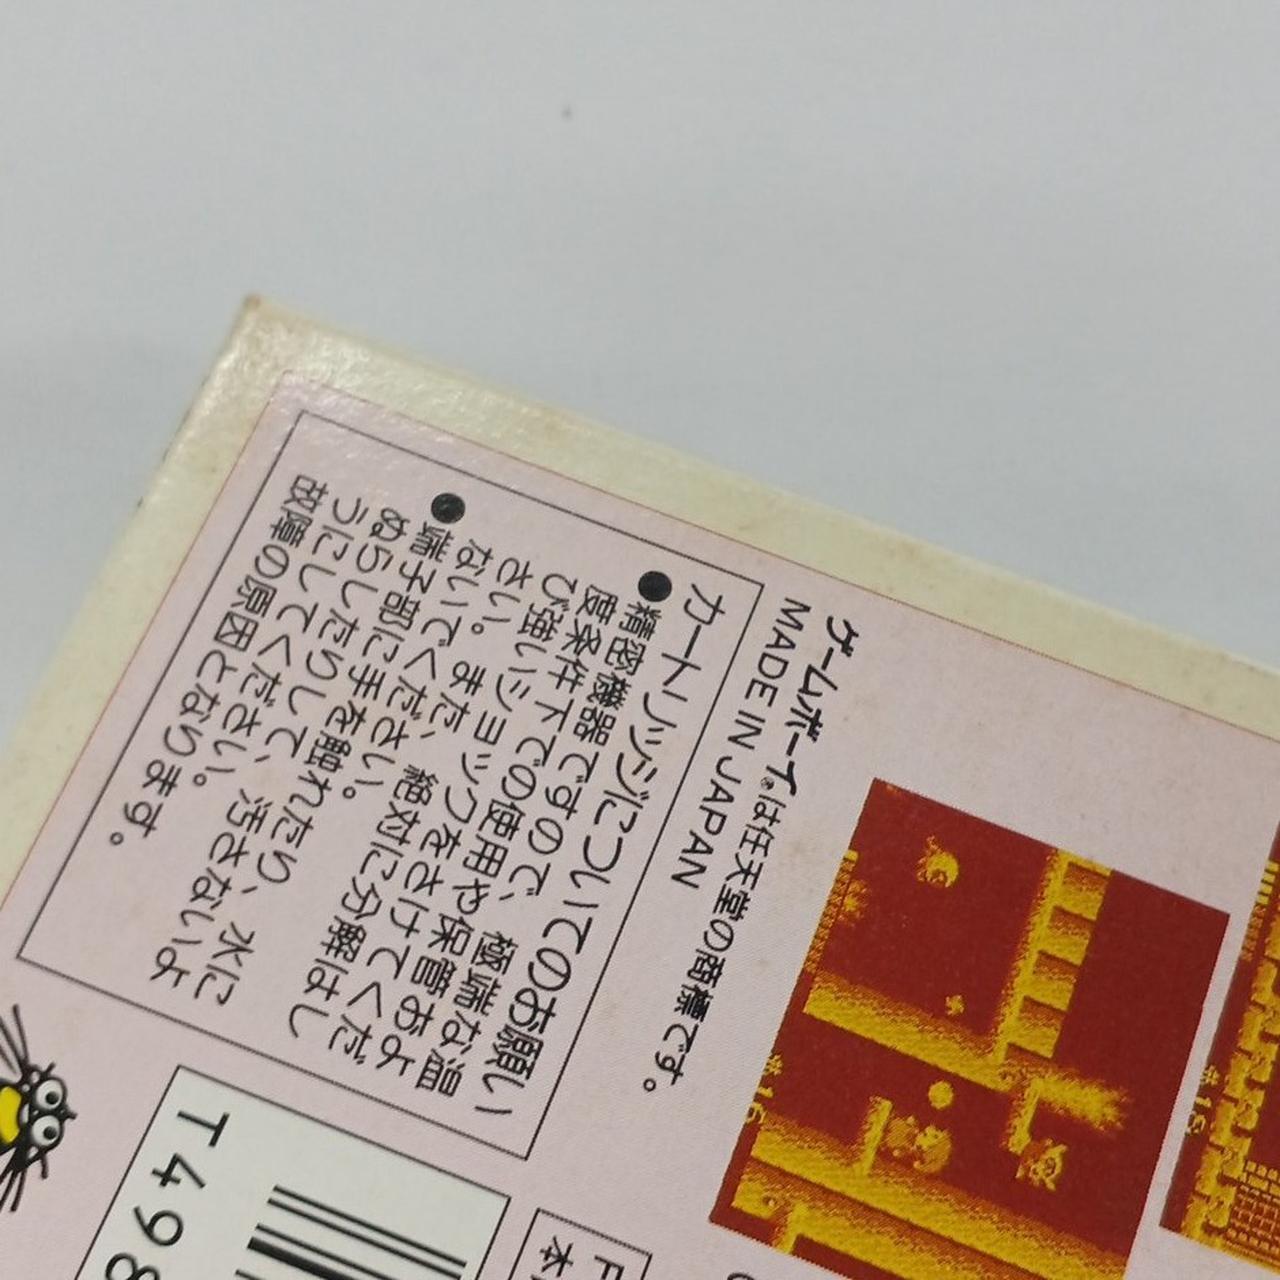 ゲームボーイ®は任天堂の商標です。
MADE IN JAPAN
カートリッジについてのお願い
●精密機器ですので、極端な温
度条件下での使用や保管およ
び強いショックをさけてくだ
さい。また、絶対に分解はし
ないでください。
●端子部に手を触れたり、水に
ぬらしたりして、汚さないよ
うにしてください。
故障の原因となります。
T498